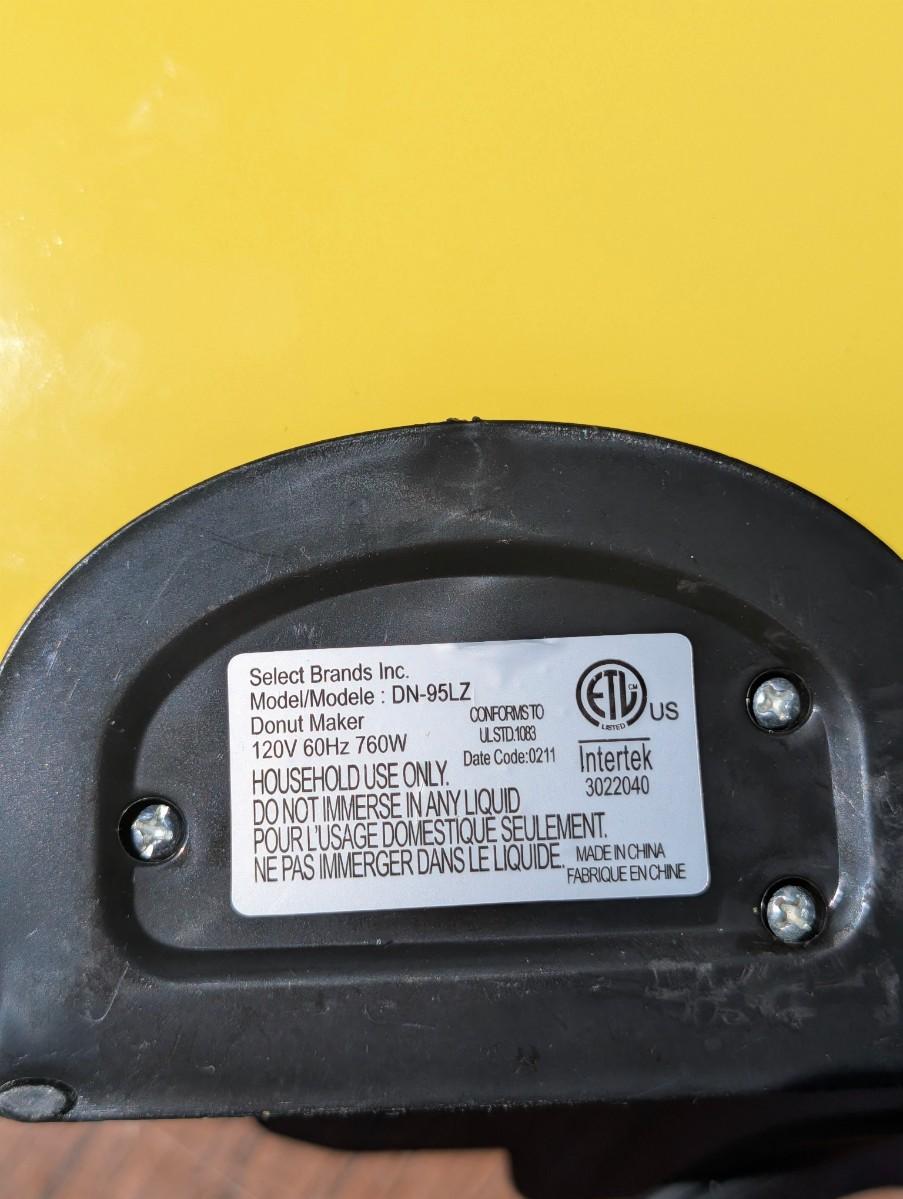 Select Brands Inc.
Model/Modele : DN-95LZ
Donut Maker
120V 60Hz 760W
CONFORMS TO
UL STD.1083
Date Code:0211
ETL CM
LISTED
US
Intertek
3022040
HOUSEHOLD USE ONLY.
DO NOT IMMERSE IN ANY LIQUID
POUR L'USAGE DOMESTIQUE SEULEMENT.
NE PAS IMMERGER DANS LE LIQUIDE.
MADE IN CHINA
FABRIQUE EN CHINE